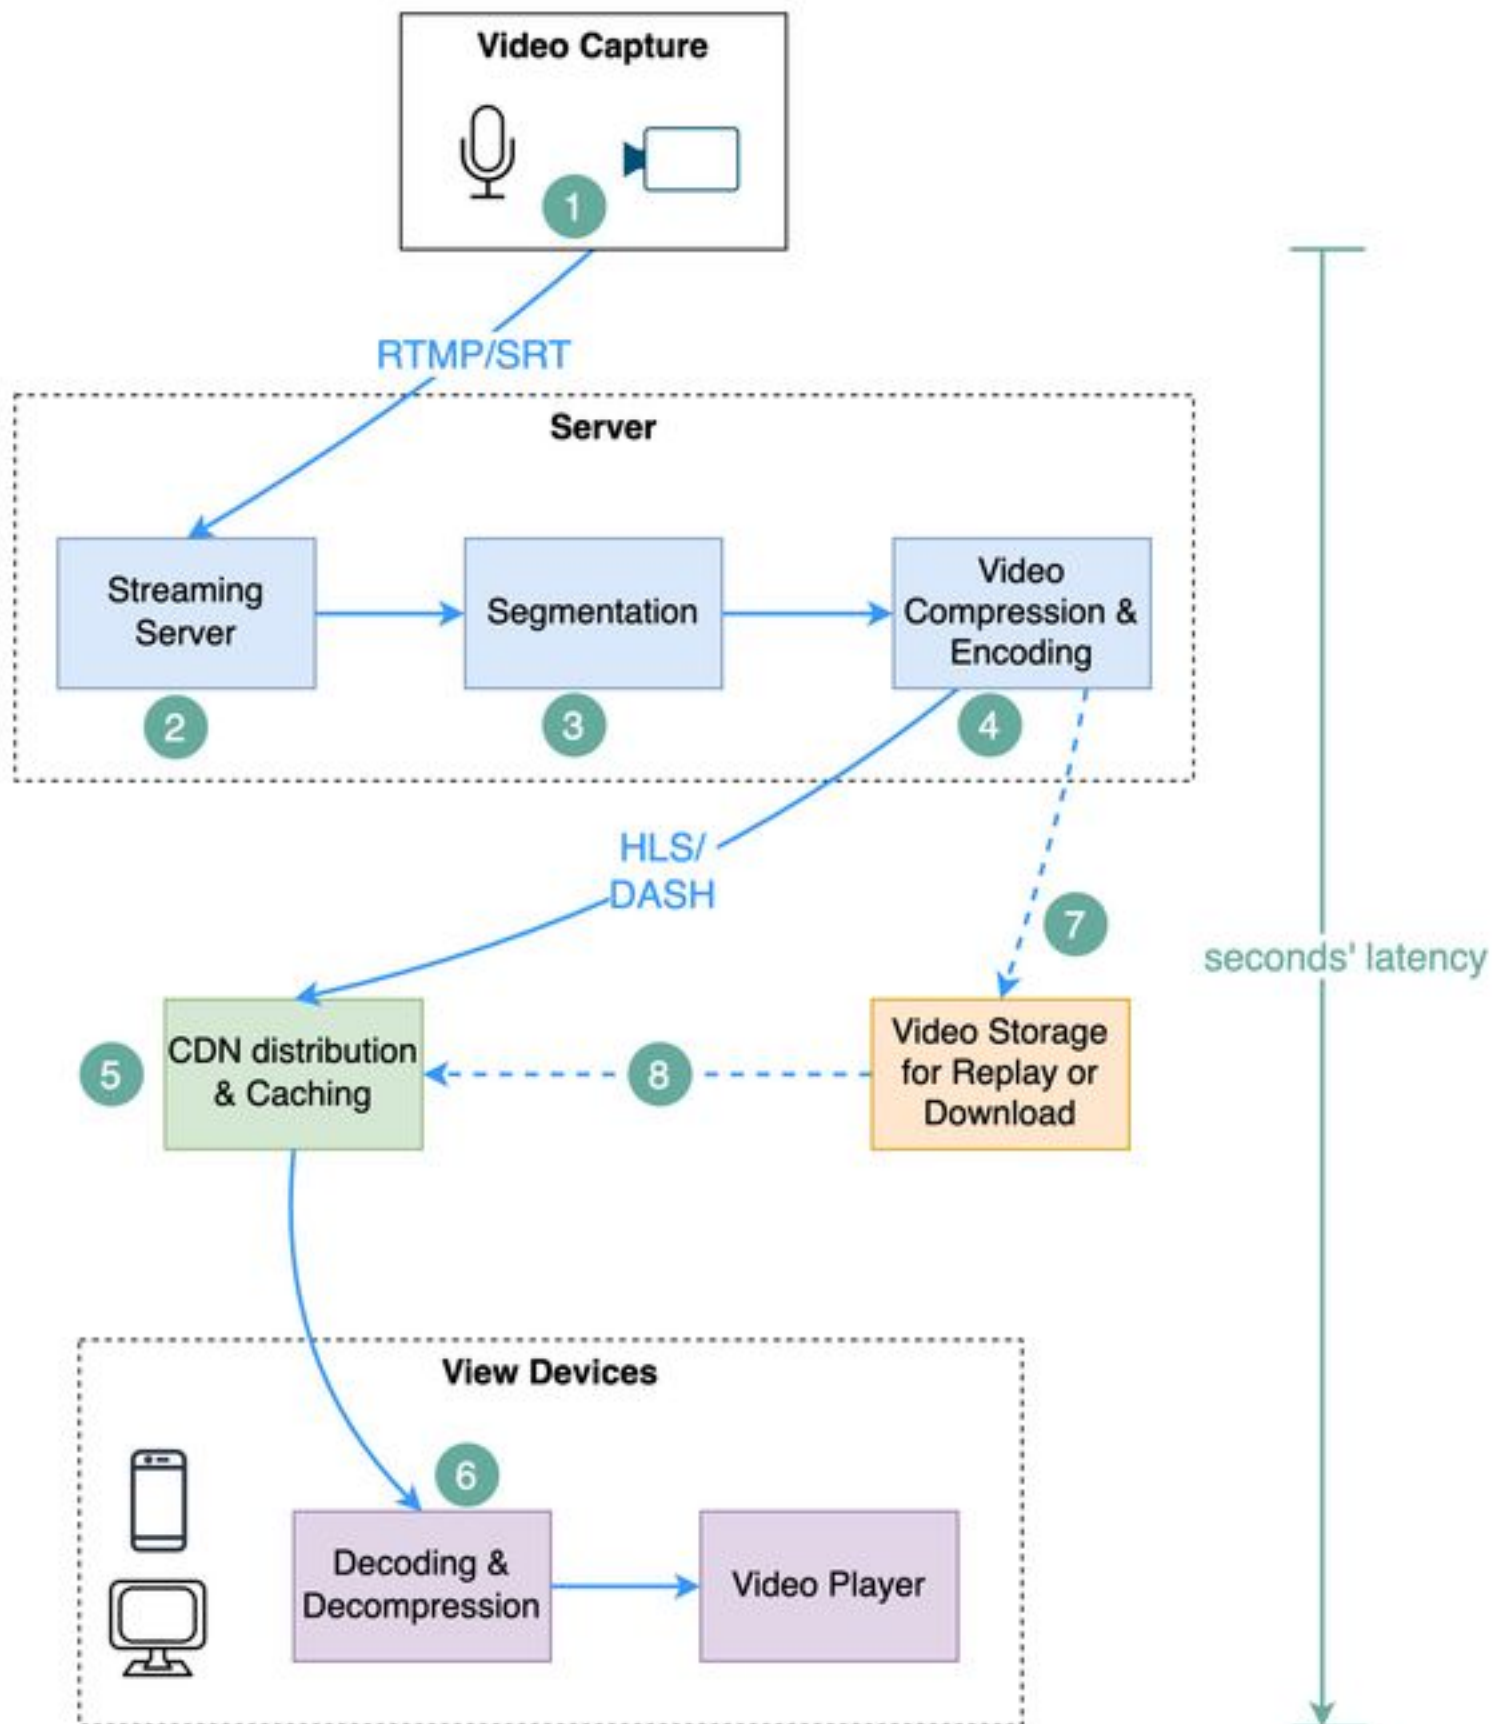 Video Capture
1
RTMP/SRT
Server
Streaming
Server
Segmentation
Video
Compression &
Encoding
2
3
4
HLS/
DASH
7
seconds' latency
5
CDN distribution
& Caching
8
Video Storage
for Replay or
Download
View Devices
6
Decoding &
Decompression
Video Player